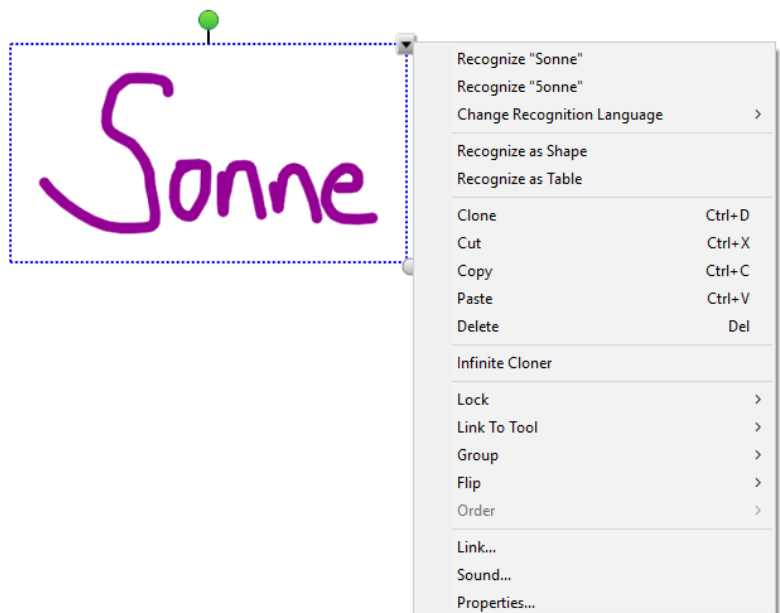 Sonne
Recognize "Sonne"
Recognize "5onne"
Change Recognition Language >
Recognize as Shape
Recognize as Table
Clone Ctrl+D
Cut Ctrl+X
Copy Ctrl+C
Paste Ctrl+V
Delete Del
Infinite Cloner
Lock >
Link To Tool >
Group >
Flip >
Order >
Link...
Sound...
Properties...